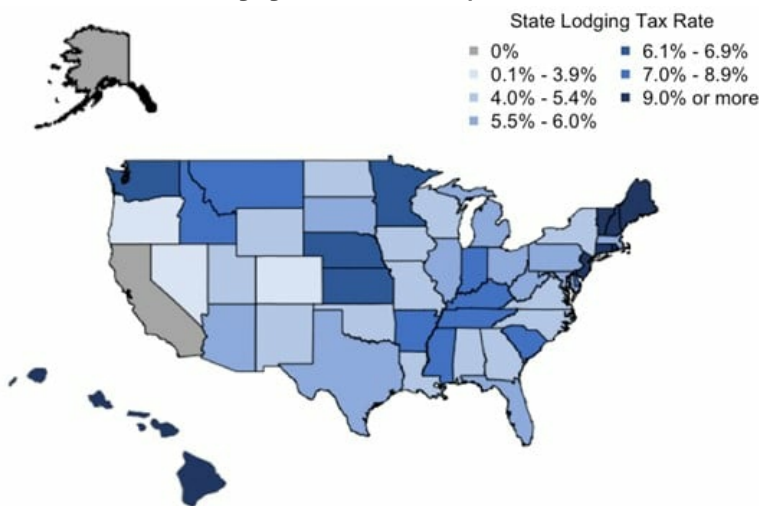 State Lodging Tax Rate
0%
6.1% - 6.9%
0.1% - 3.9%
7.0% - 8.9%
4.0% - 5.4%
9.0% or more
5.5% - 6.0%